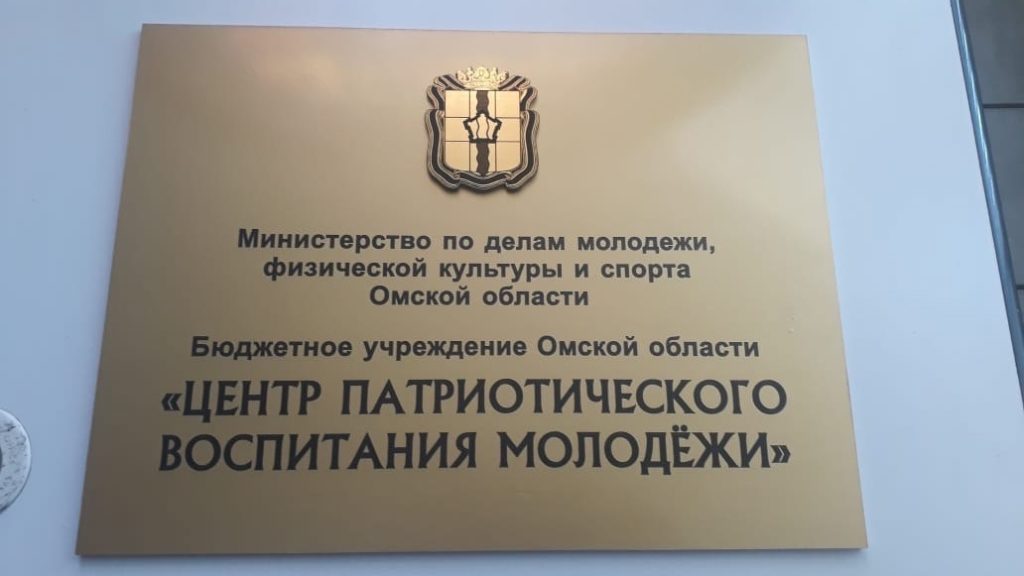 Министерство по делам молодежи,
физической культуры и спорта
Омской области
Бюджетное учреждение Омской области
«ЦЕНТР ПАТРИОТИЧЕСКОГО
ВОСПИТАНИЯ МОЛОДЁЖИ»